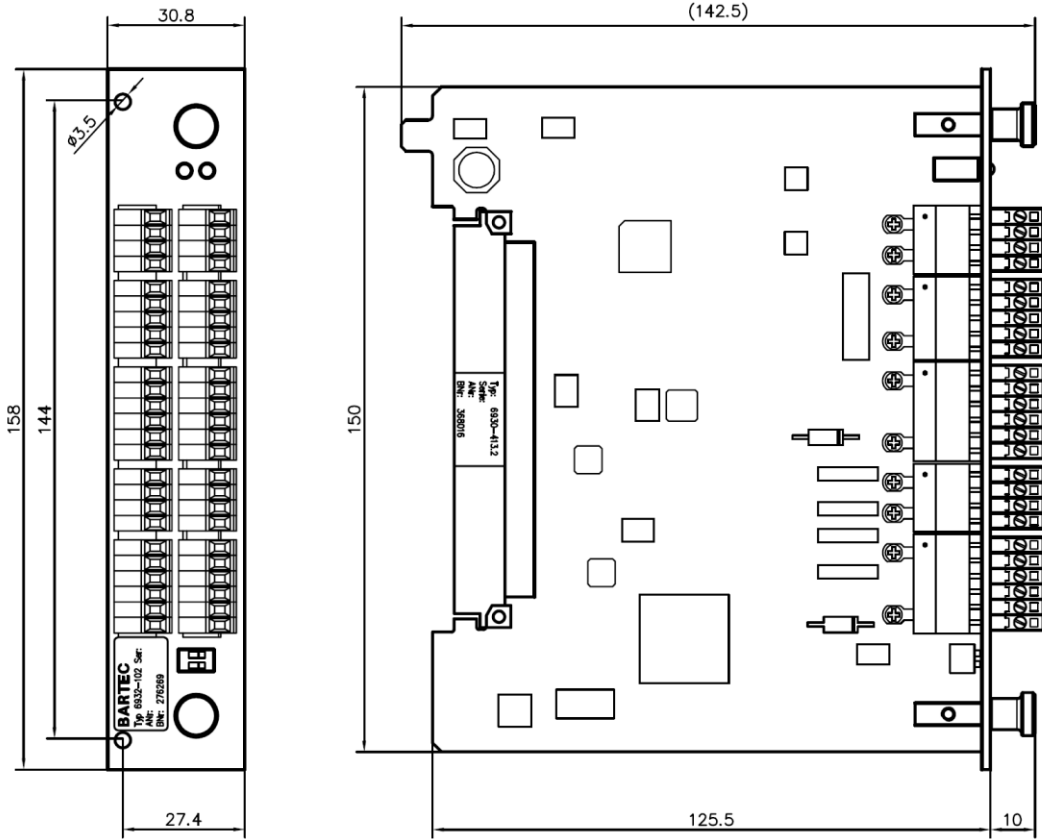 30.8
(142.5)
ø3.5
158
144
150
Typ: 6930-413.2
Serie:
ANr:
BNr: 368016
BARTEC
Typ 6932-102 Ser:
ANr:
BNr: 276269
27.4
125.5
10